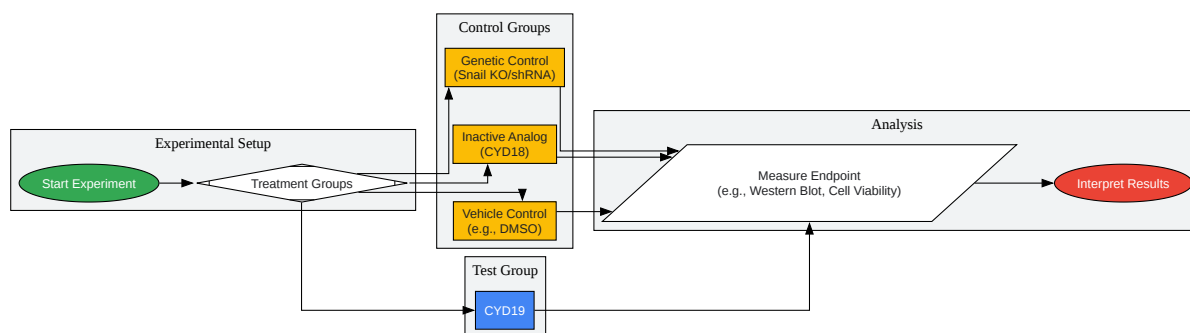 Experimental Setup
Start Experiment
Treatment Groups
Control Groups
Genetic Control
(Snail KO/shRNA)
Inactive Analog
(CYD18)
Vehicle Control
(e.g., DMSO)
Test Group
CYD19
Analysis
Measure Endpoint
(e.g., Western Blot, Cell Viability)
Interpret Results